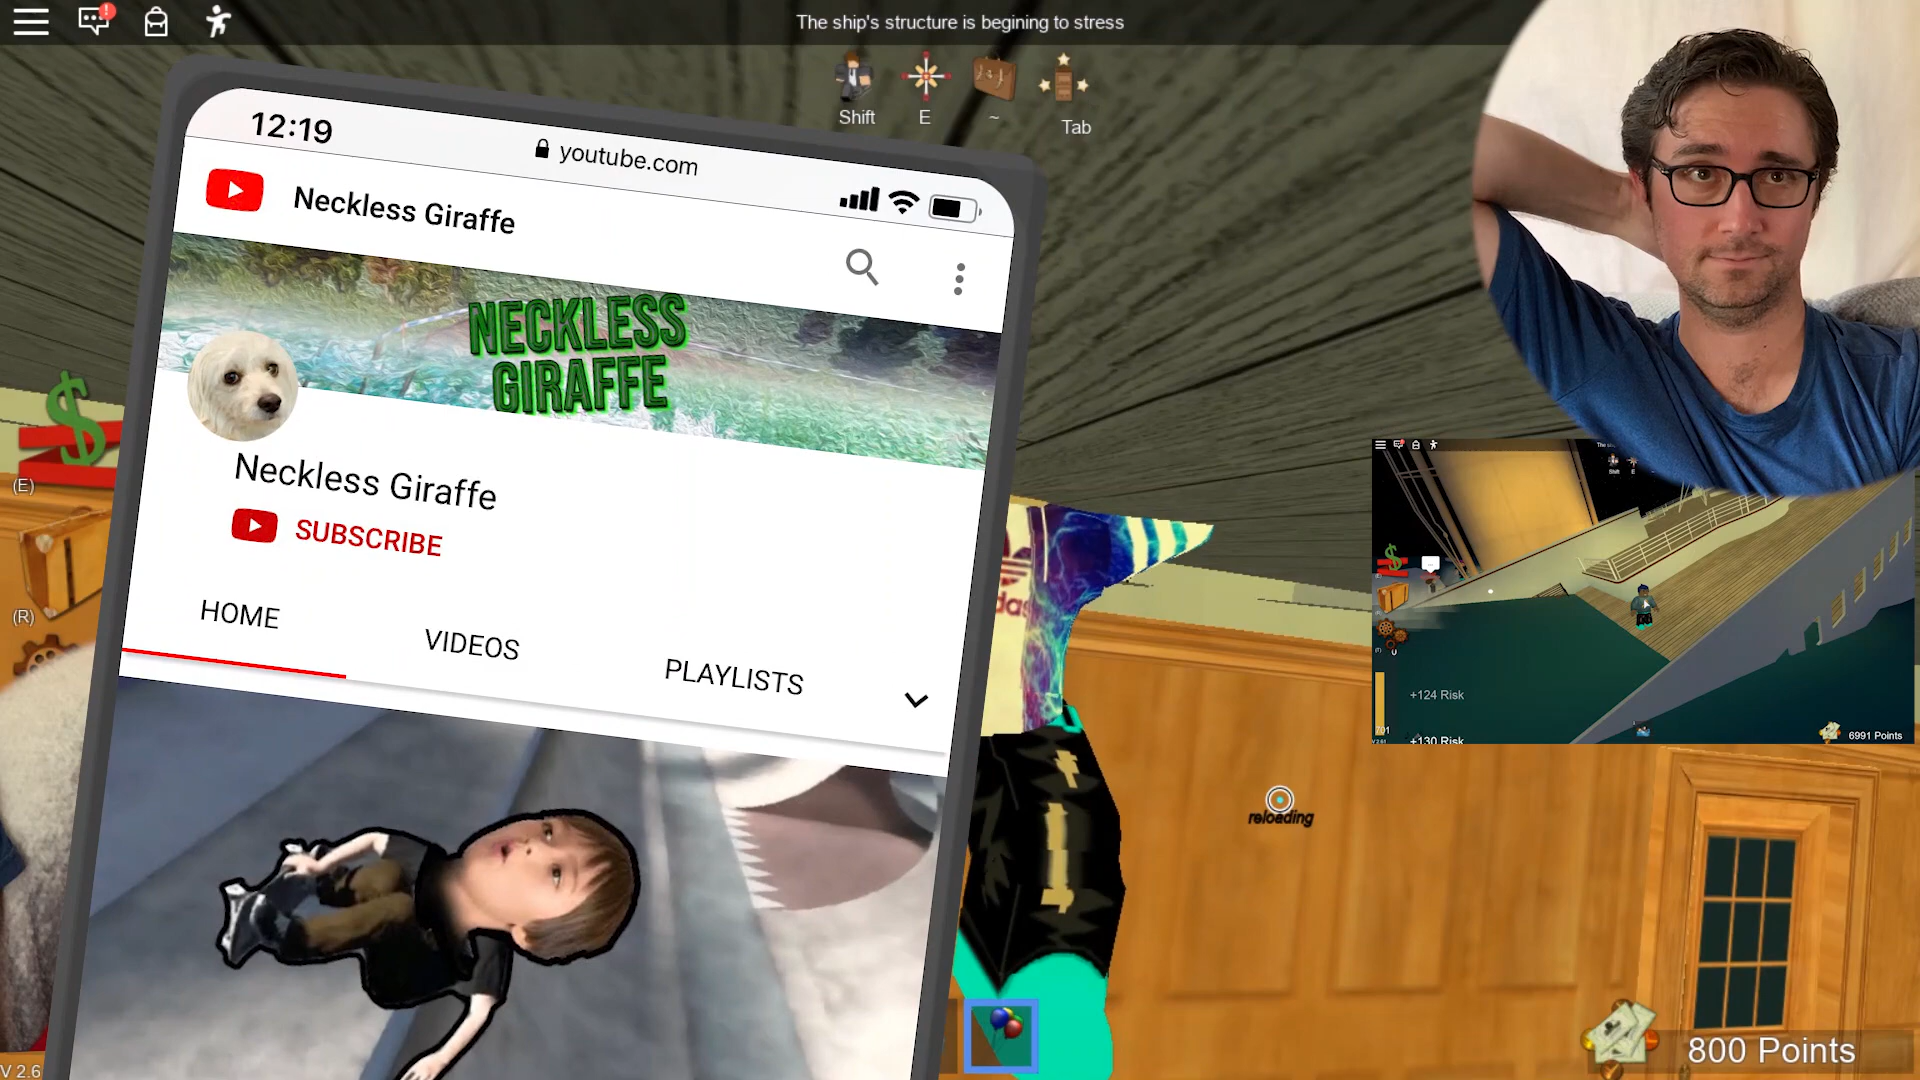 The ship's structure is begining to stress
Shift
E
~
Tab
12:19
youtube.com
Neckless Giraffe
NECKLESS
GIRAFFE
Neckless Giraffe
SUBSCRIBE
HOME
VIDEOS
PLAYLISTS
(E)
(R)
das
reloading
+124 Risk
+130 Risk
6991 Points
800 Points
V 2.6